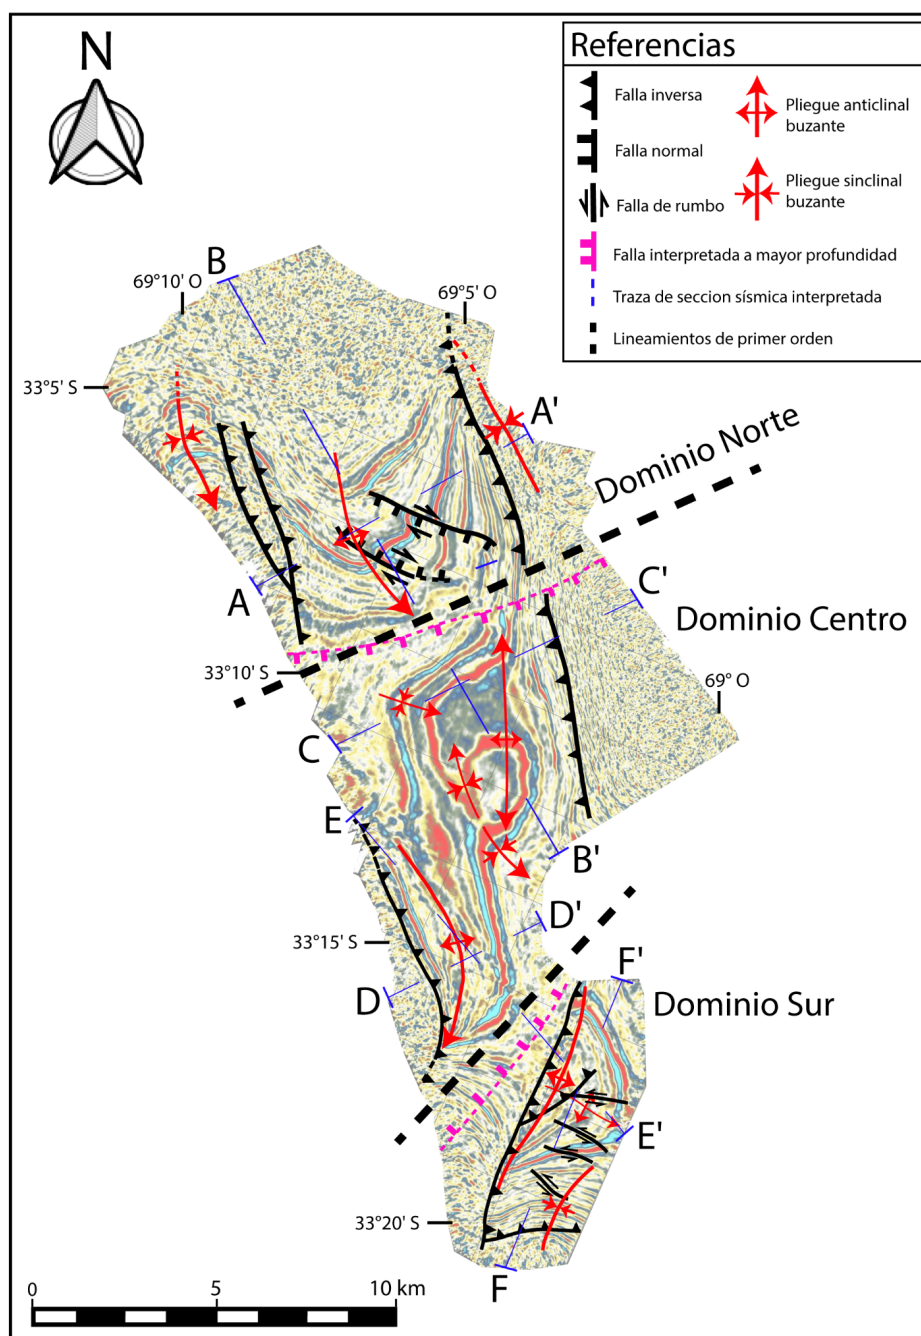 N
Referencias
Falla inversa
Pliegue anticlinal
buzante
Falla normal
Falla de rumbo
Pliegue sinclinal
buzante
Falla interpretada a mayor profundidad
Traza de seccion sísmica interpretada
Lineamientos de primer orden
B
69°10' O
69°5' O
33°5' S
A'
Dominio Norte
A
C'
Dominio Centro
33°10' S
69° O
C
E
B'
D'
33°15' S
F'
D
Dominio Sur
E'
33°20' S
F
0
5
10 km